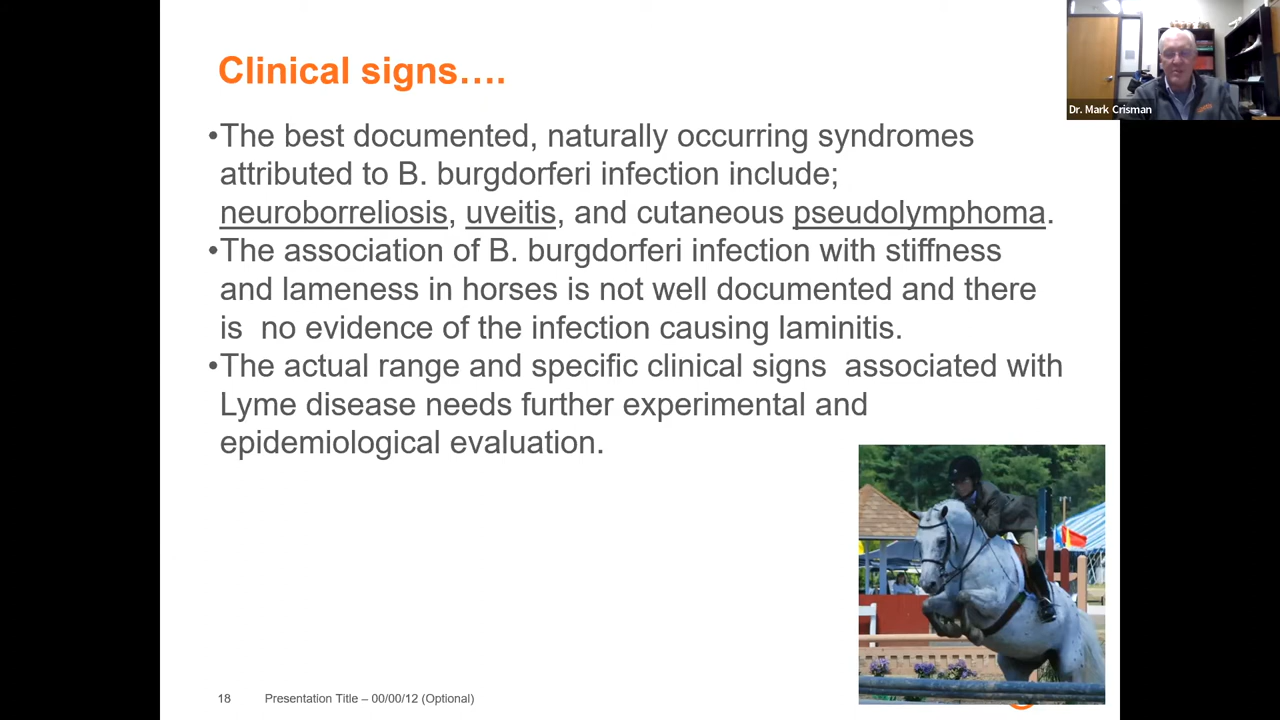 Clinical signs….
•The best documented, naturally occurring syndromes
attributed to B. burgdorferi infection include;
neuroborreliosis, uveitis, and cutaneous pseudolymphoma.
•The association of B. burgdorferi infection with stiffness
and lameness in horses is not well documented and there
is  no evidence of the infection causing laminitis.
•The actual range and specific clinical signs  associated with
Lyme disease needs further experimental and
epidemiological evaluation.
18 Presentation Title – 00/00/12 (Optional)
Dr. Mark Crisman